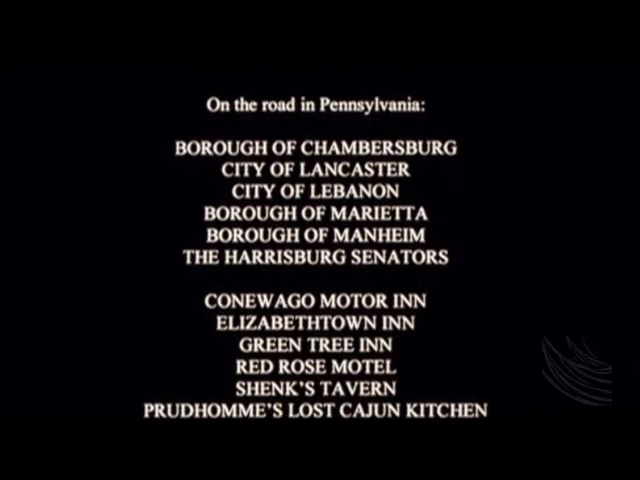 On the road in Pennsylvania:
BOROUGH OF CHAMBERSBURG
CITY OF LANCASTER
CITY OF LEBANON
BOROUGH OF MARIETTA
BOROUGH OF MANHEIM
THE HARRISBURG SENATORS
CONEWAGO MOTOR INN
ELIZABETHTOWN INN
GREEN TREE INN
RED ROSE MOTEL
SHENK'S TAVERN
PRUDHOMME'S LOST CAJUN KITCHEN